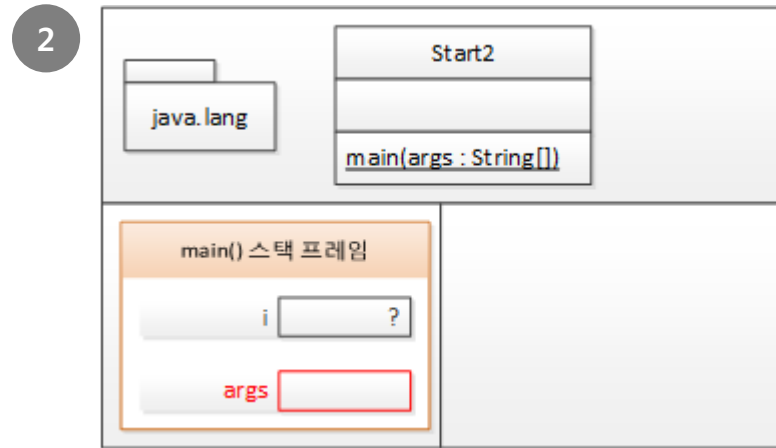 2
Start2
java.lang
main(args : String[])
main() 스택 프레임
i
?
args